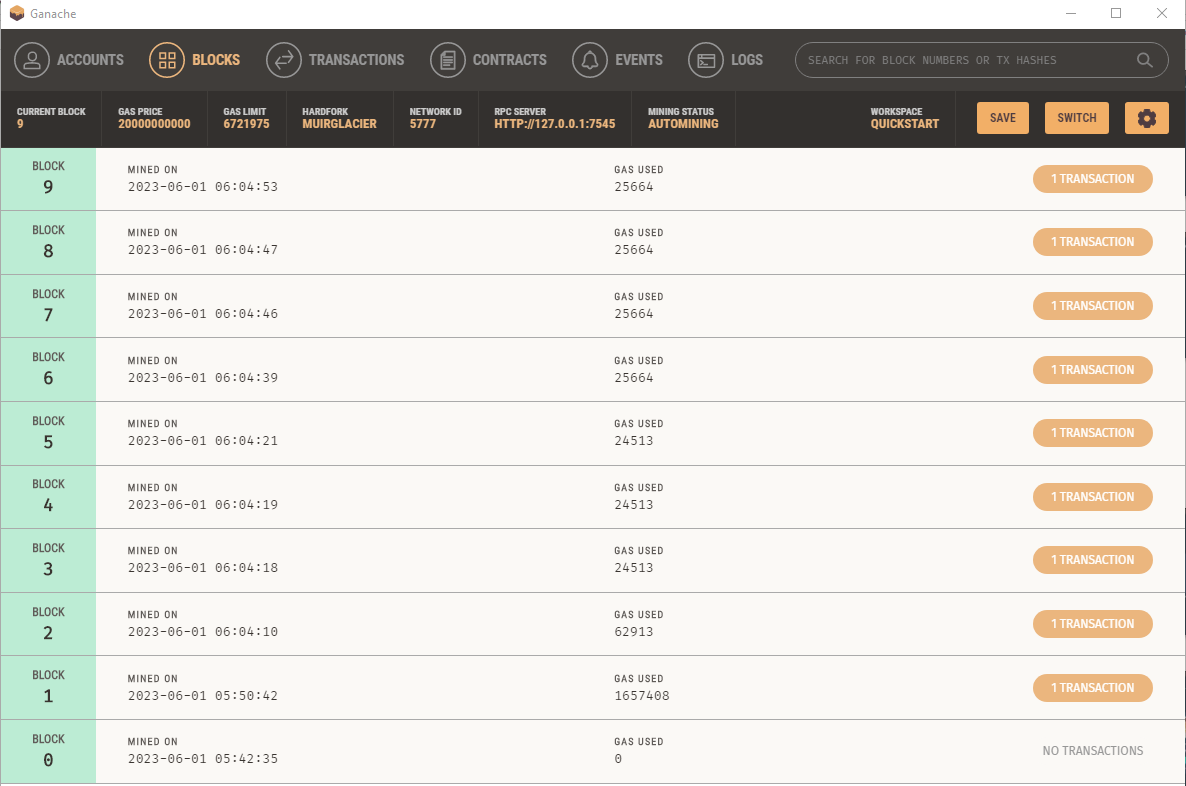 Ganache
ACCOUNTS BLOCKS TRANSACTIONS CONTRACTS EVENTS LOGS SEARCH FOR BLOCK NUMBERS OR TX HASHES
CURRENT BLOCK GAS PRICE GAS LIMIT HARDFORK NETWORK ID RPC SERVER MINING STATUS WORKSPACE
9 20000000000 6721975 MUIRGLACIER 5777 HTTP://127.0.0.1:7545 AUTOMINING QUICKSTART
SAVE SWITCH
BLOCK MINED ON GAS USED
9 2023-06-01 06:04:53 25664 1 TRANSACTION
BLOCK MINED ON GAS USED
8 2023-06-01 06:04:47 25664 1 TRANSACTION
BLOCK MINED ON GAS USED
7 2023-06-01 06:04:46 25664 1 TRANSACTION
BLOCK MINED ON GAS USED
6 2023-06-01 06:04:39 25664 1 TRANSACTION
BLOCK MINED ON GAS USED
5 2023-06-01 06:04:21 24513 1 TRANSACTION
BLOCK MINED ON GAS USED
4 2023-06-01 06:04:19 24513 1 TRANSACTION
BLOCK MINED ON GAS USED
3 2023-06-01 06:04:18 24513 1 TRANSACTION
BLOCK MINED ON GAS USED
2 2023-06-01 06:04:10 62913 1 TRANSACTION
BLOCK MINED ON GAS USED
1 2023-06-01 05:50:42 1657408 1 TRANSACTION
BLOCK MINED ON GAS USED
0 2023-06-01 05:42:35 0 NO TRANSACTIONS